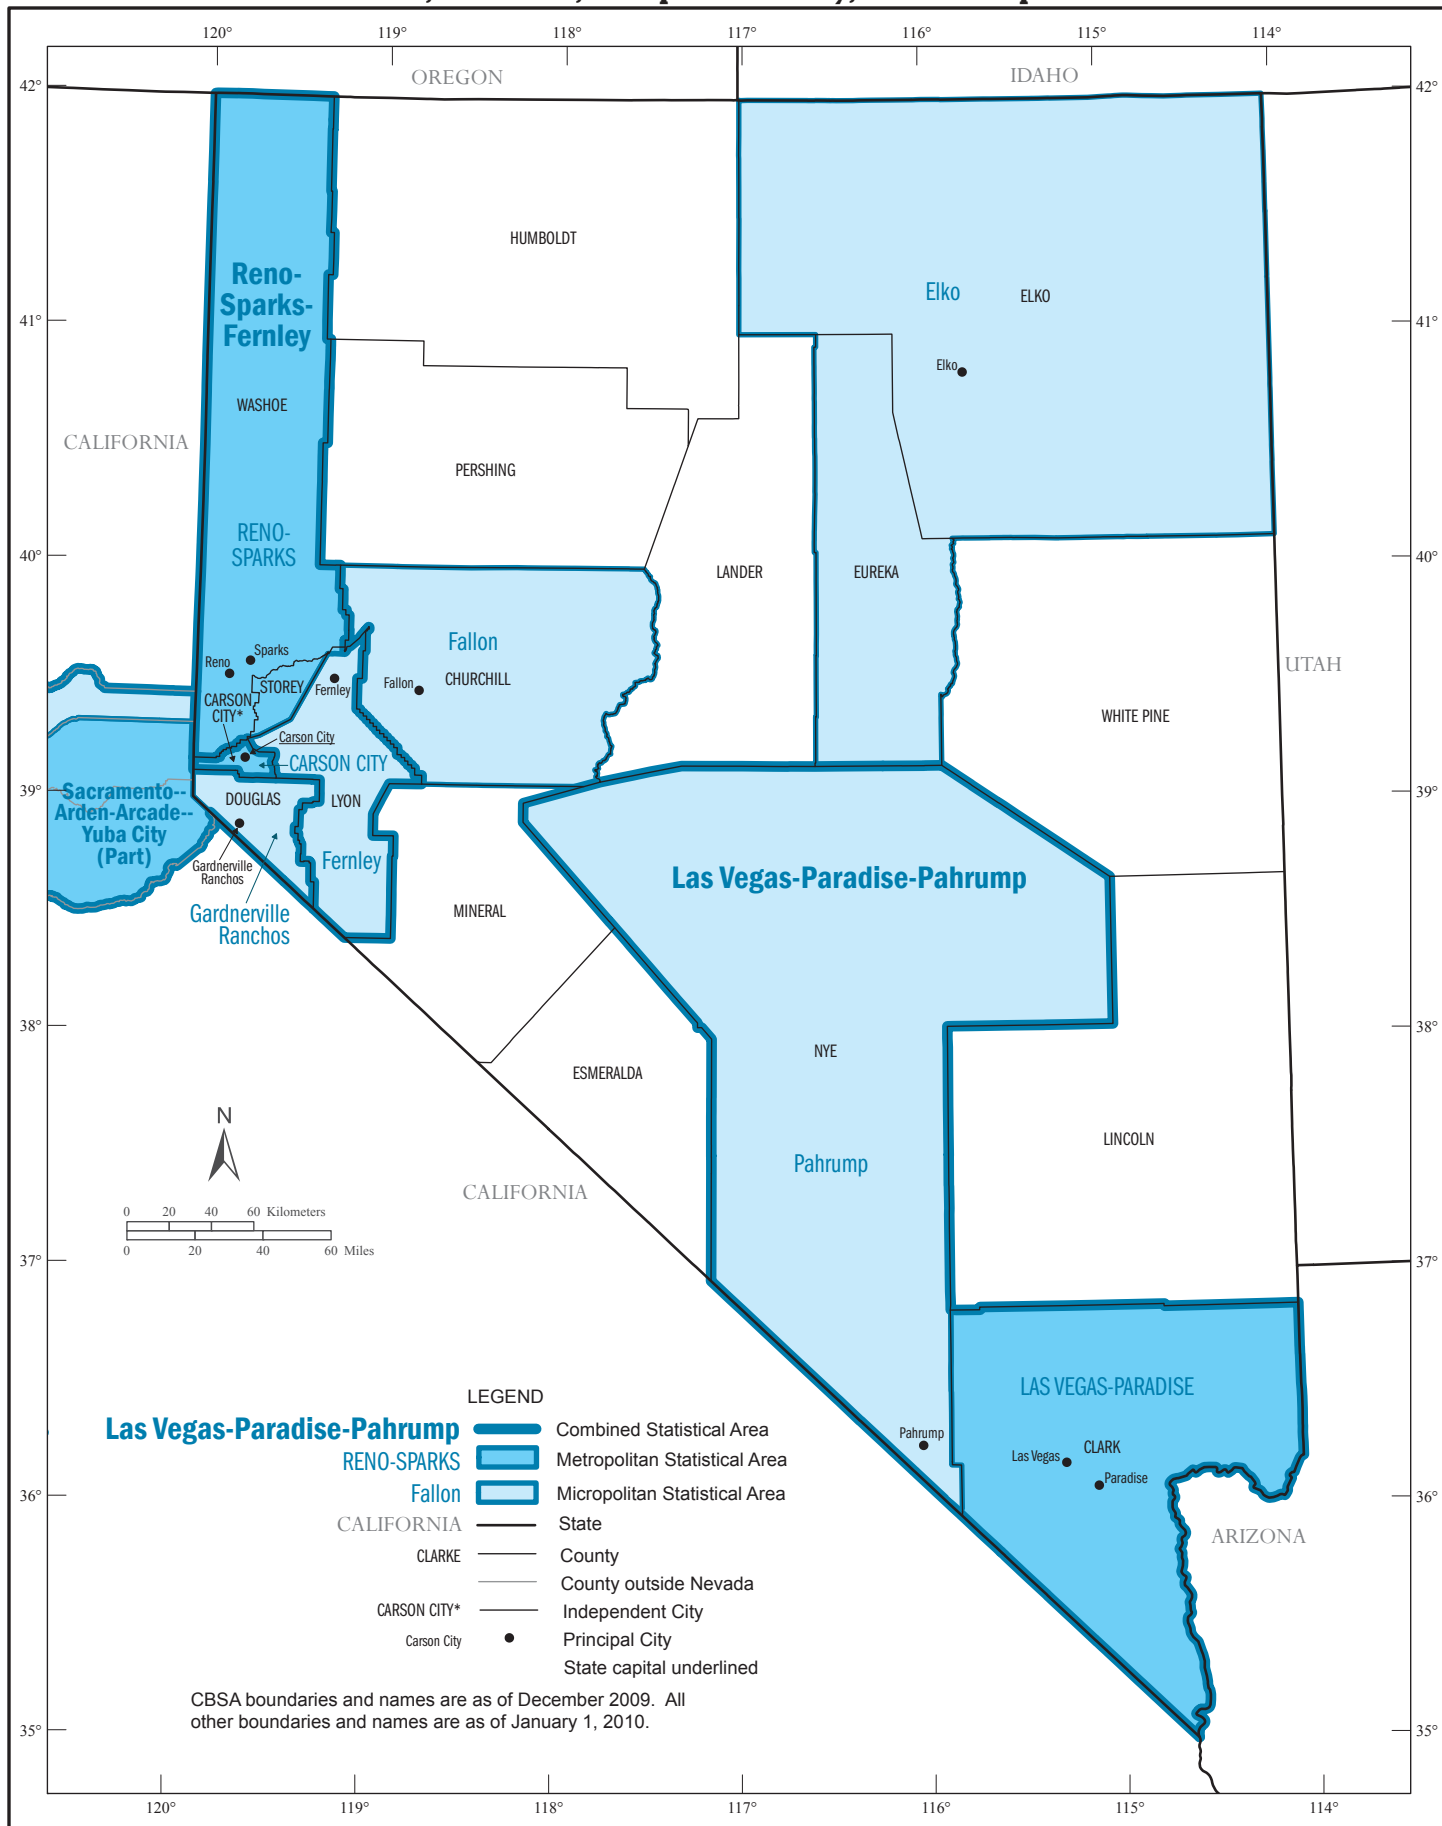 120°
119°
118°
117°
116°
115°
114°
OREGON
IDAHO
42°
42°
HUMBOLDT
Reno-
Sparks-
Fernley
Elko
ELKO
41°
41°
Elko
WASHOE
CALIFORNIA
PERSHING
RENO-
SPARKS
40°
40°
LANDER
EUREKA
Fallon
UTAH
Sparks
Reno
CHURCHILL
Fallon
STOREY
Fernley
CARSON
CITY*
WHITE PINE
Carson City
CARSON CITY
39°
39°
Sacramento--
Arden-Arcade--
Yuba City
(Part)
DOUGLAS
LYON
Gardnerville
Ranchos
Fernley
Las Vegas-Paradise-Pahrump
Gardnerville
Ranchos
MINERAL
38°
38°
NYE
ESMERALDA
N
LINCOLN
Pahrump
CALIFORNIA
0 20 40 60 Kilometers
0 20 40 60 Miles
37°
37°
LAS VEGAS-PARADISE
Pahrump
CLARK
Las Vegas
Paradise
36°
36°
ARIZONA
LEGEND
Las Vegas-Paradise-Pahrump Combined Statistical Area
RENO-SPARKS Metropolitan Statistical Area
Fallon Micropolitan Statistical Area
CALIFORNIA State
CLARKE County
County outside Nevada
CARSON CITY* Independent City
Carson City Principal City
State capital underlined
CBSA boundaries and names are as of December 2009. All
other boundaries and names are as of January 1, 2010.
35°
35°
120°
119°
118°
117°
116°
115°
114°